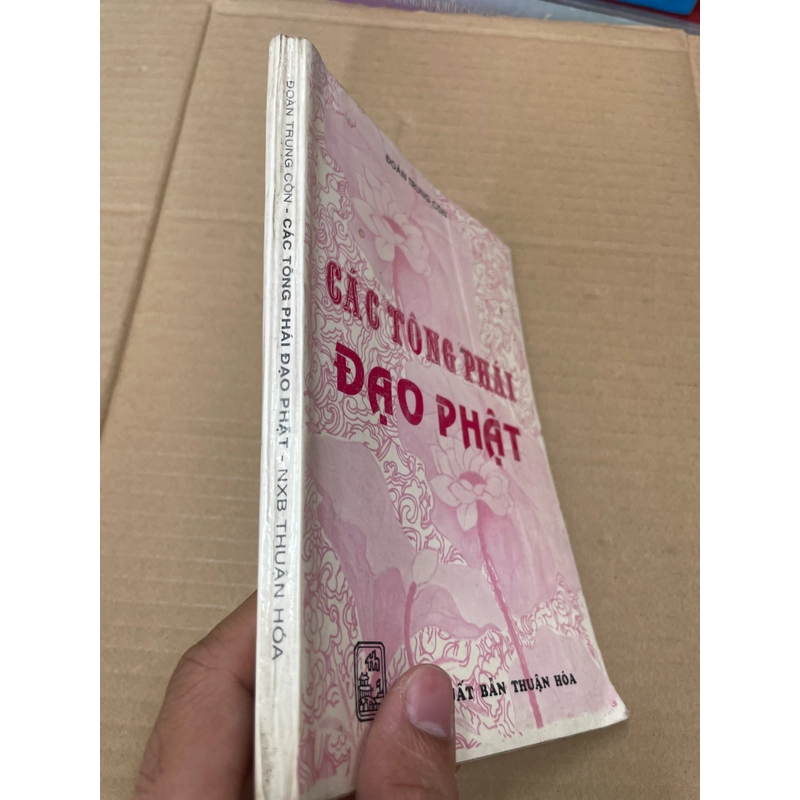 ĐOÀN TRUNG CÒN - CÁC TÔNG PHÁI ĐẠO PHẬT - NXB THUẬN HÓA
ĐOÀN TRUNG CÒN
CÁC TÔNG PHÁI
ĐẠO PHẬT
BẢN THUẬN HÓA